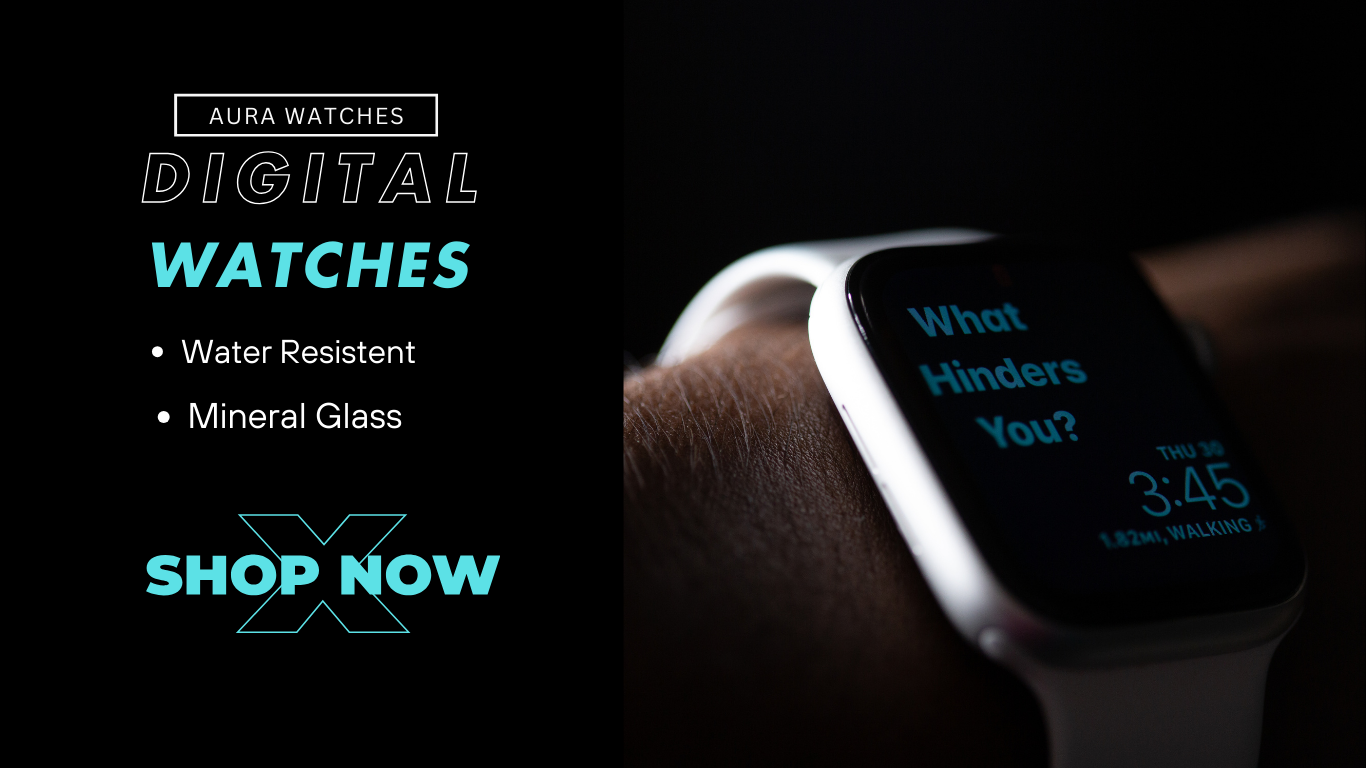 AURA WATCHES
DIGITAL
WATCHES
• Water Resistent
• Mineral Glass
X
SHOP NOW
What
Hinders
You?
THU 30
3:45
1.82MI, WALKING